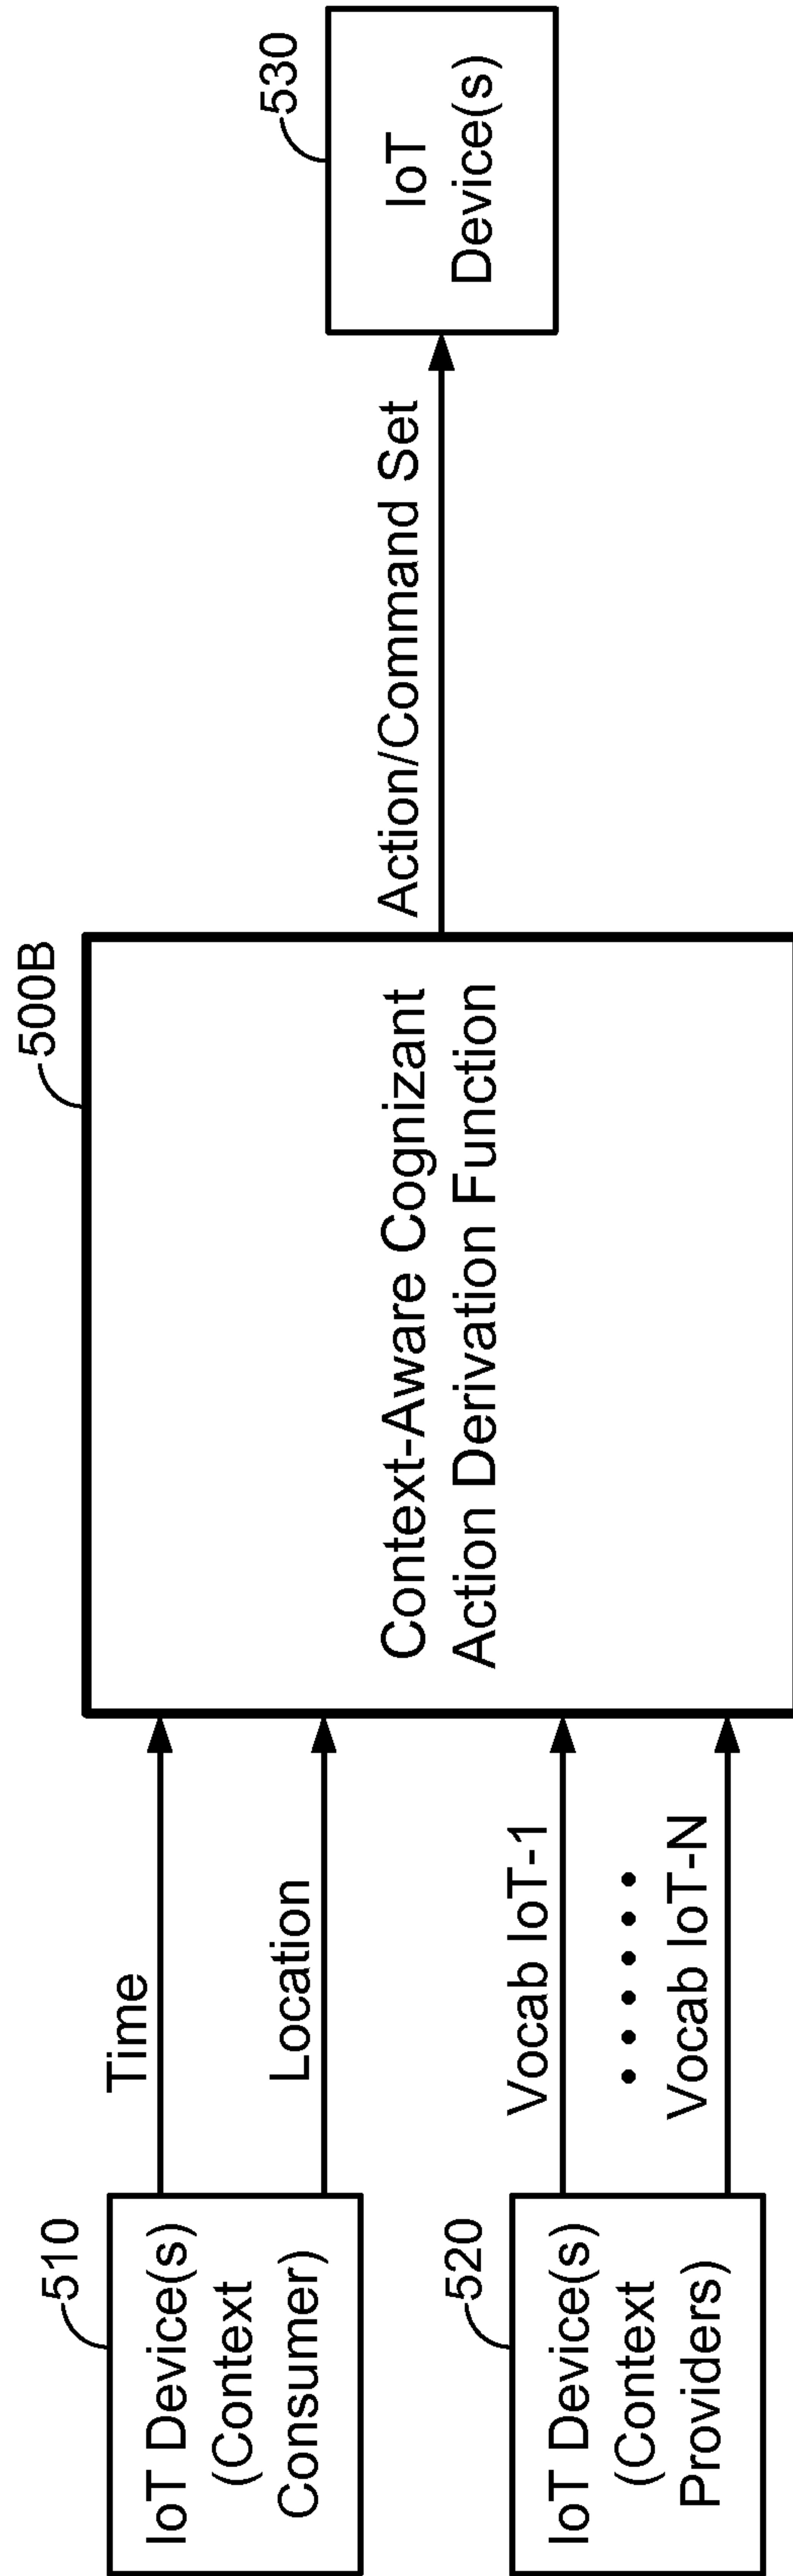 510
IoT Device(s)
(Context
Consumer)
Time
Location
520
IoT Device(s)
(Context
Providers)
Vocab IoT-1
Vocab IoT-N
500B
Context-Aware Cognizant
Action Derivation Function
Action/Command Set
530
IoT
Device(s)